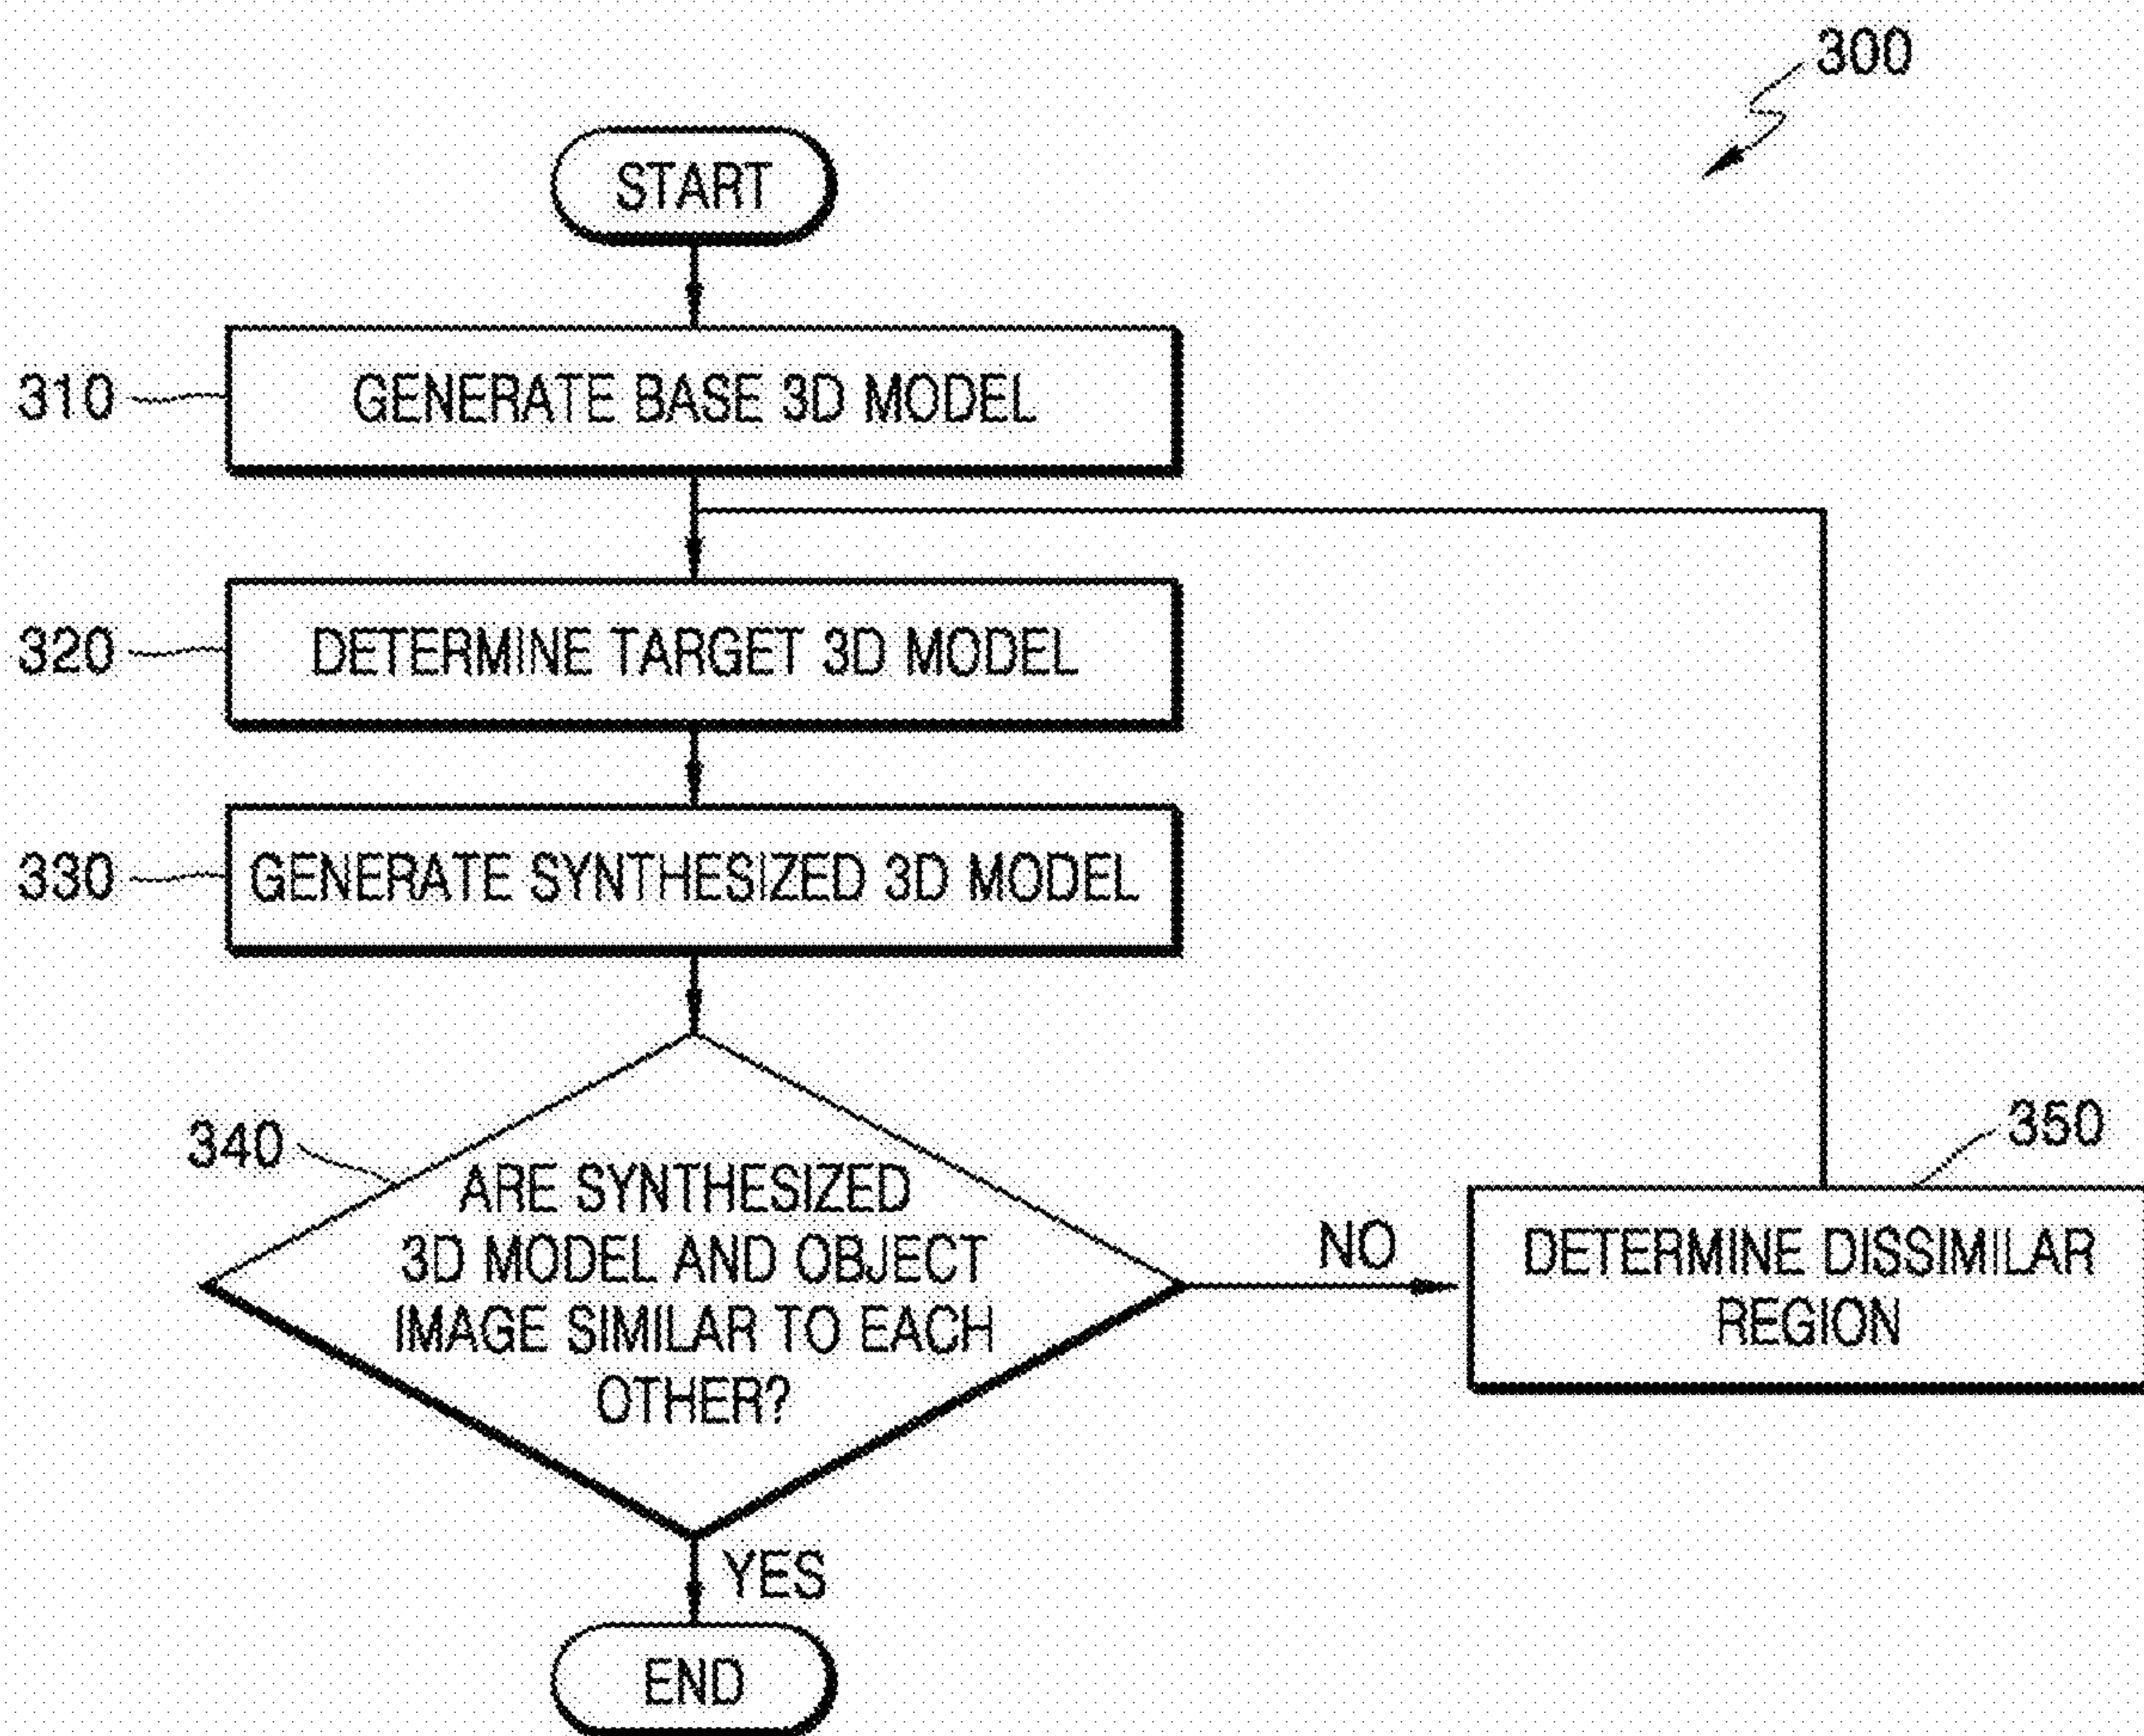 300
START
310
GENERATE BASE 3D MODEL
320
DETERMINE TARGET 3D MODEL
330
GENERATE SYNTHESIZED 3D MODEL
340
ARE SYNTHESIZED
3D MODEL AND OBJECT
IMAGE SIMILAR TO EACH
OTHER?
NO
350
DETERMINE DISSIMILAR
REGION
YES
END